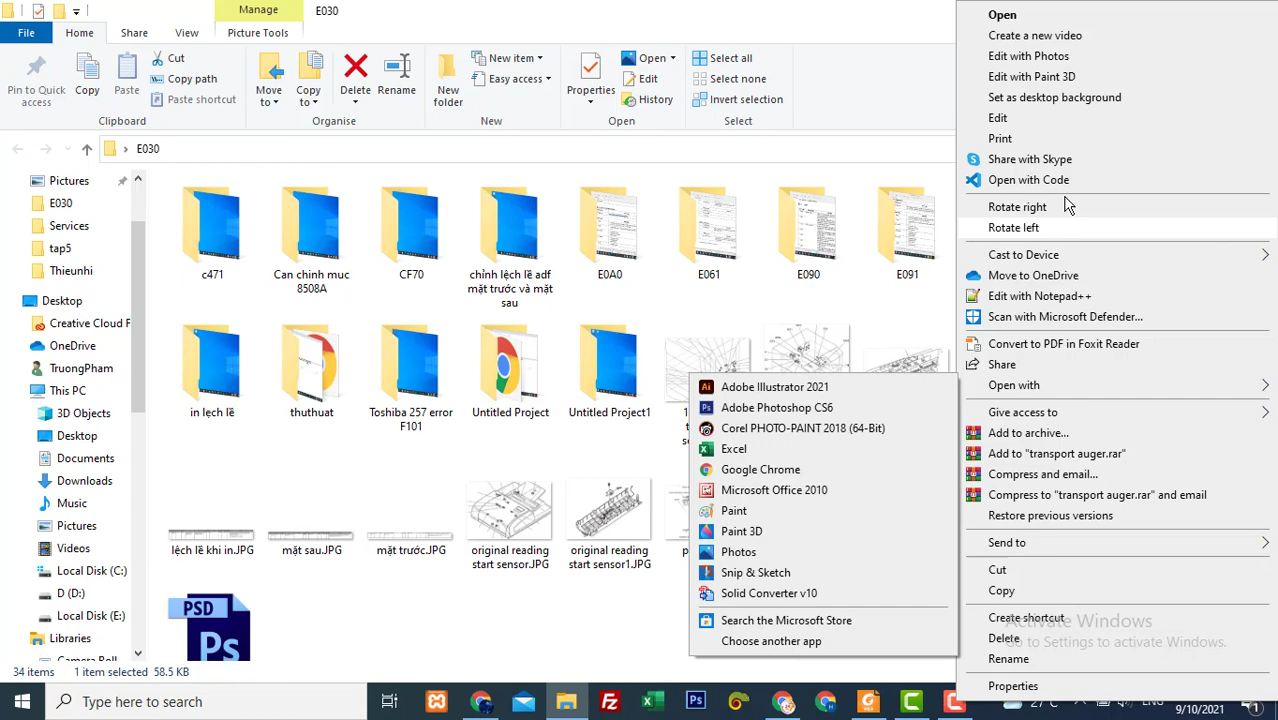 Manage
E030
File
Home
Share
View
Picture Tools
Pin to Quick access
Copy
Paste
Cut
Copy path
Paste shortcut
Clipboard
Move to
Copy to
Delete
Rename
Organise
New folder
New item
Easy access
New
Properties
Open
Edit
History
Open
Select all
Select none
Invert selection
Select
E030
Pictures
E030
Services
tap5
Thieunhi
Desktop
Creative Cloud F
OneDrive
TruongPham
This PC
3D Objects
Desktop
Documents
Downloads
Music
Pictures
Videos
Local Disk (C:)
D (D:)
Local Disk (E:)
Libraries
Camera Roll
c471
Can chinh muc
8508A
CF70
chỉnh lệch lề adf
mặt trước và mặt
sau
E0A0
E061
E090
E091
in lệch lề
thuthuat
Toshiba 257 error
F101
Untitled Project
Untitled Project1
lệch lề khi in.JPG
mặt sau.JPG
mặt trước.JPG
original reading
start sensor.JPG
original reading
start sensor1.JPG
PSD
Ps
34 items
1 item selected
58.5 KB
Adobe Illustrator 2021
Adobe Photoshop CS6
Corel PHOTO-PAINT 2018 (64-Bit)
Excel
Google Chrome
Microsoft Office 2010
Paint
Paint 3D
Photos
Snip & Sketch
Solid Converter v10
Search the Microsoft Store
Choose another app
Open
Create a new video
Edit with Photos
Edit with Paint 3D
Set as desktop background
Edit
Print
Share with Skype
Open with Code
Rotate right
Rotate left
Cast to Device
Move to OneDrive
Edit with Notepad++
Scan with Microsoft Defender...
Convert to PDF in Foxit Reader
Share
Open with
Give access to
Add to archive...
Add to "transport auger.rar"
Compress and email...
Compress to "transport auger.rar" and email
Restore previous versions
Send to
Cut
Copy
Create shortcut
Delete
Rename
Properties
Activate Windows
Go to Settings to activate Windows.
Type here to search
27°C
ENG
9/10/2021